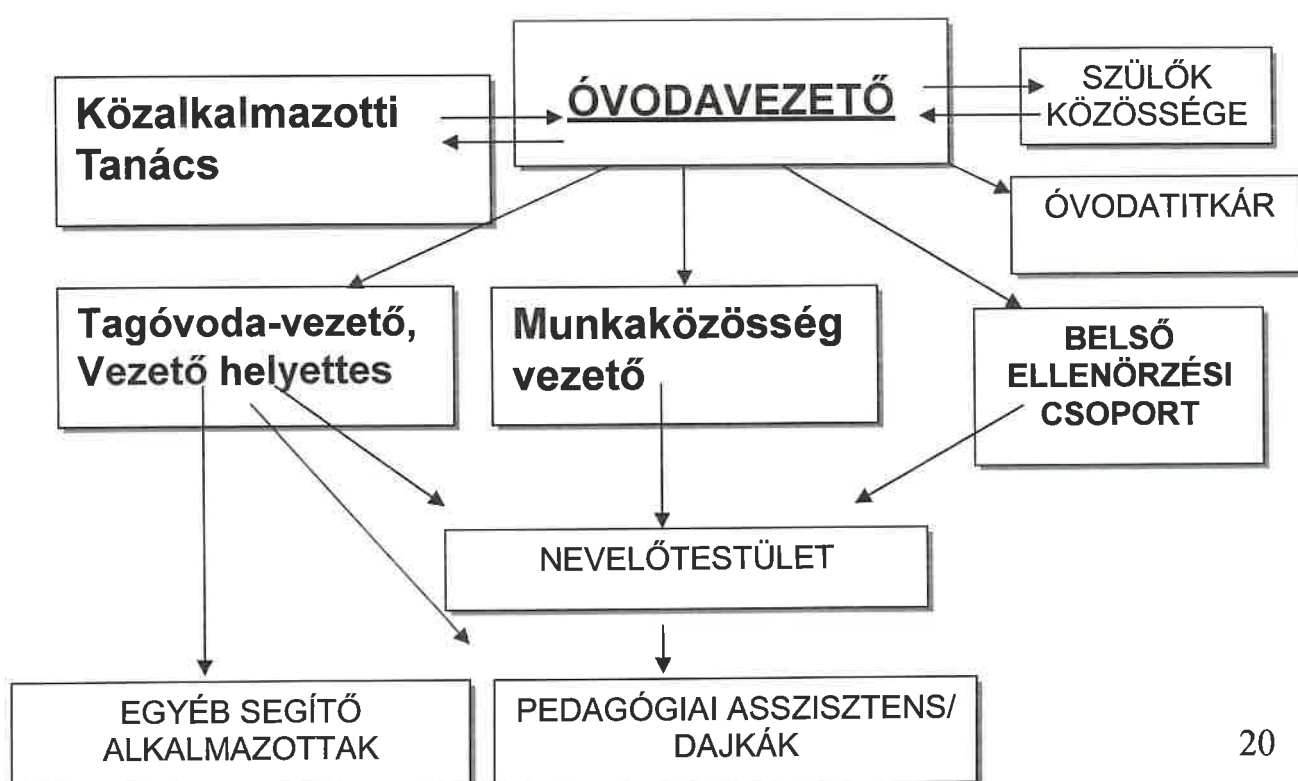 ÓVODAVEZETŐ
Közalkalmazotti
Tanács
SZÜLŐK
KÖZÖSSÉGE
ÓVODATITKÁR
Tagóvoda-vezető,
Vezető helyettes
Munkaközösség
vezető
BELSŐ
ELLENÖRZÉSI
CSOPORT
NEVELŐTESTÜLET
EGYÉB SEGÍTŐ
ALKALMAZOTTAK
PEDAGÓGIAI ASSZISZTENS/
DAJKÁK
20